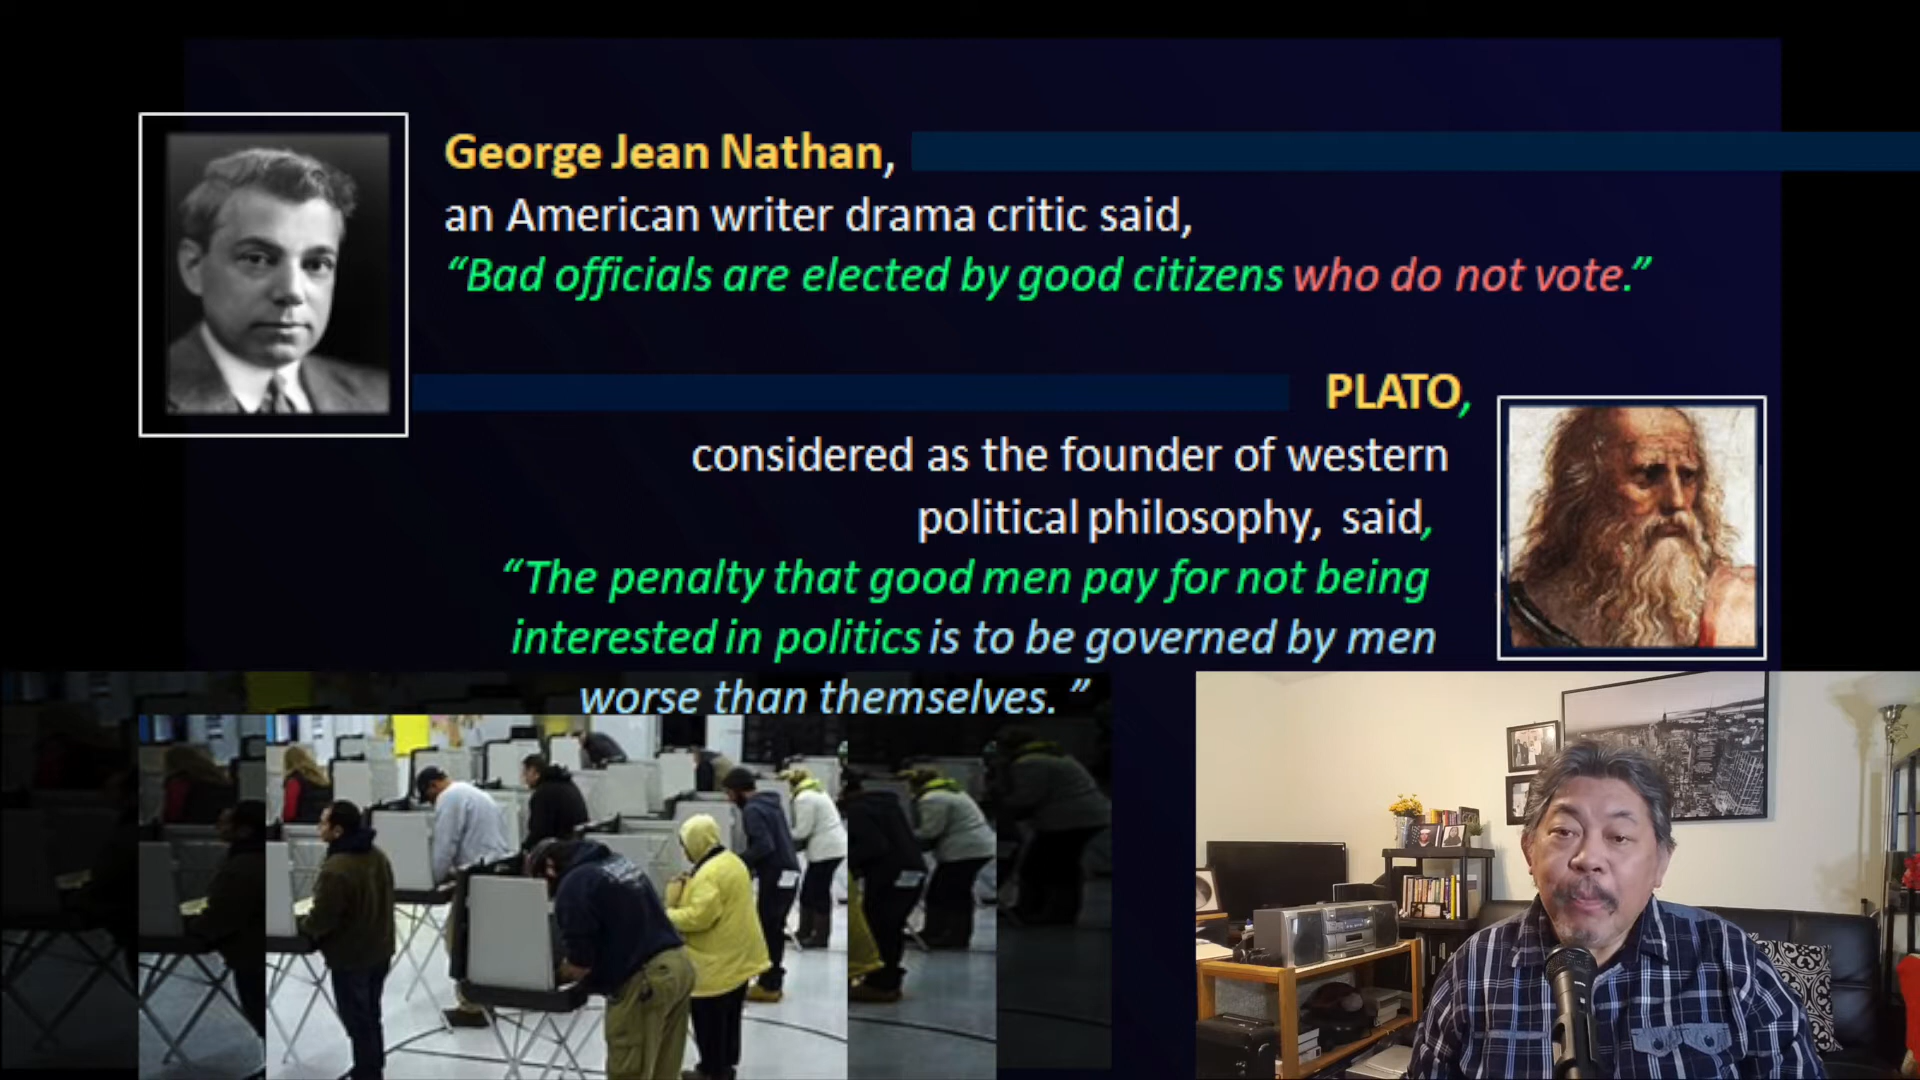 George Jean Nathan,
an American writer drama critic said,
“Bad officials are elected by good citizens who do not vote.”
PLATO,
considered as the founder of western
political philosophy, said,
“The penalty that good men pay for not being
interested in politics is to be governed by men
worse than themselves. ”